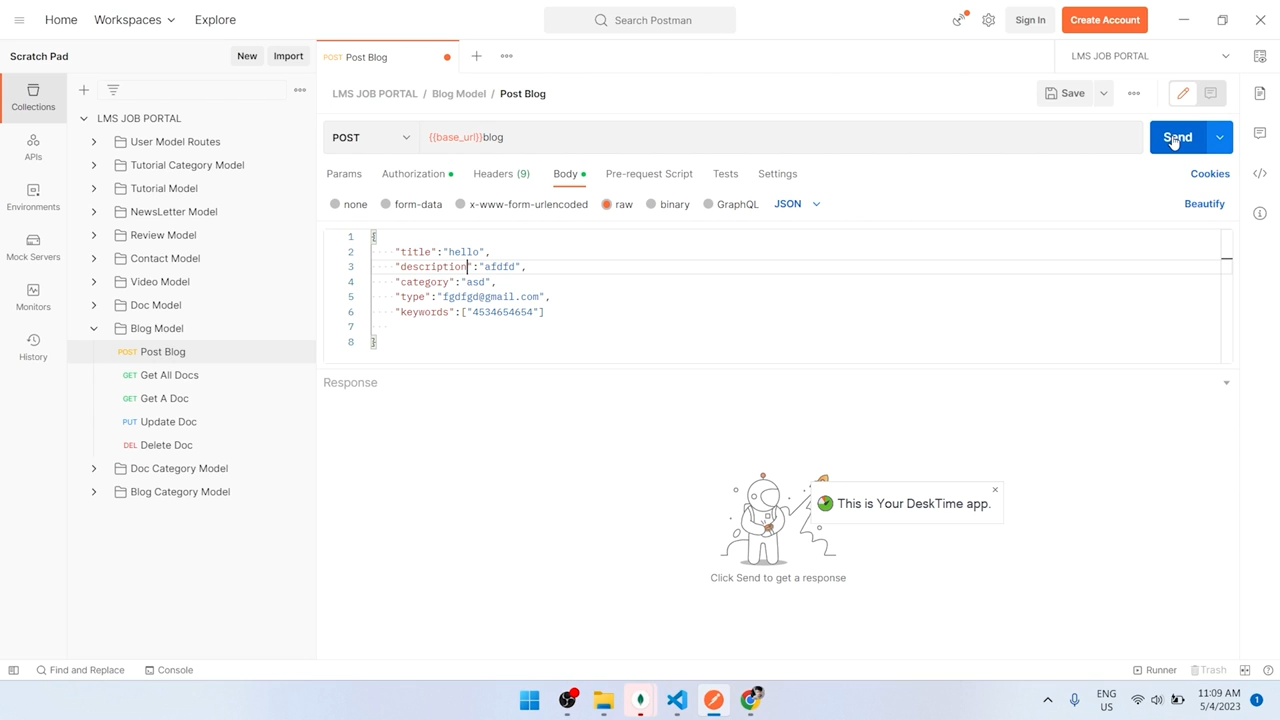 Home
Workspaces
Explore
Search Postman
Sign In
Create Account
Scratch Pad
New
Import
POST Post Blog
LMS JOB PORTAL
Collections
APIs
Environments
Mock Servers
Monitors
History
LMS JOB PORTAL
User Model Routes
Tutorial Category Model
Tutorial Model
NewsLetter Model
Review Model
Contact Model
Video Model
Doc Model
Blog Model
POST Post Blog
GET Get All Docs
GET Get A Doc
PUT Update Doc
DEL Delete Doc
Doc Category Model
Blog Category Model
LMS JOB PORTAL / Blog Model / Post Blog
Save
POST
{{base_url}}blog
Send
Params
Authorization
Headers (9)
Body
Pre-request Script
Tests
Settings
Cookies
none
form-data
x-www-form-urlencoded
raw
binary
GraphQL
JSON
Beautify
1 {
2 "title":"hello",
3 "description":"afdfd",
4 "category":"asd",
5 "type":"fgdfgd@gmail.com",
6 "keywords":["4534654654"]
7
8 }
Response
This is Your DeskTime app.
Click Send to get a response
Find and Replace
Console
Runner
Trash
ENG
US
11:09 AM
5/4/2023
1